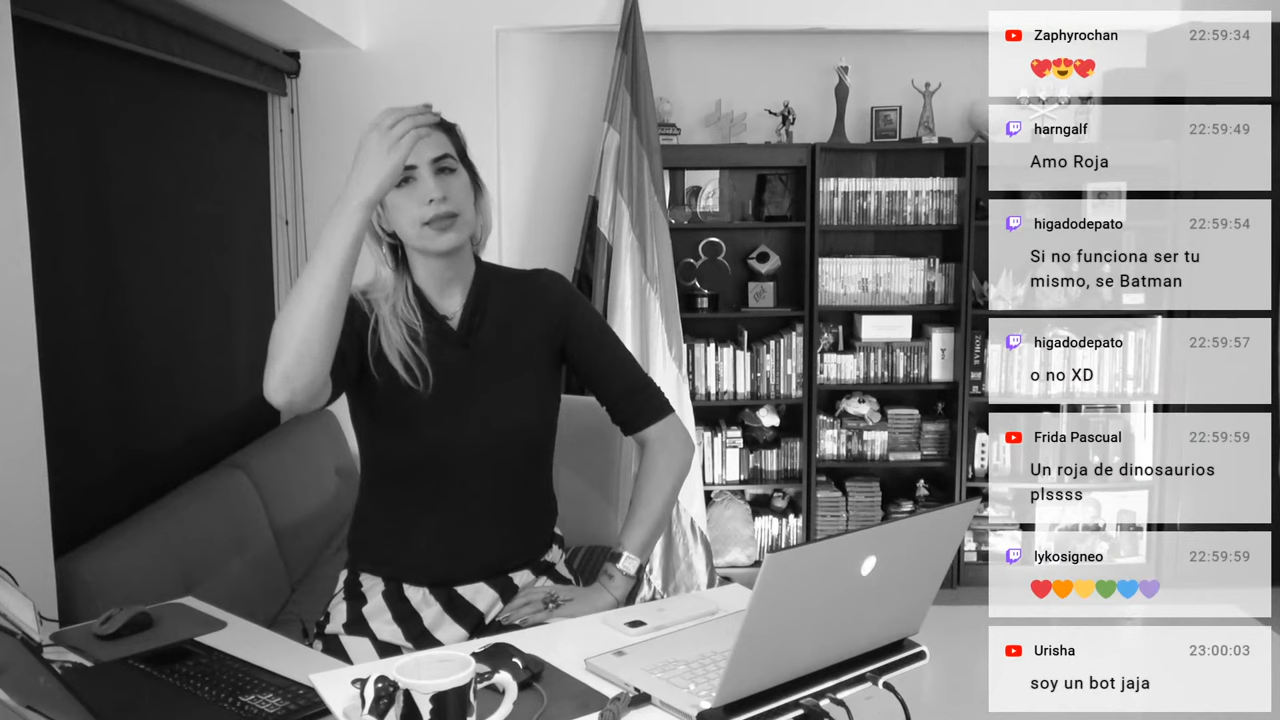 Zaphyrochan 22:59:34
💖😍💖
harngalf 22:59:49
Amo Roja
higadodepato 22:59:54
Si no funciona ser tu
mismo, se Batman
higadodepato 22:59:57
o no XD
Frida Pascual 22:59:59
Un roja de dinosaurios
plssss
lykosigneo 22:59:59
❤️🧡💛💚💙💜
Urisha 23:00:03
soy un bot jaja